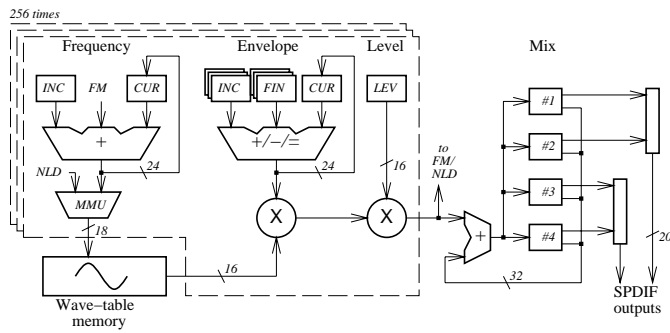 256 times
Frequency Envelope Level Mix
INC FM CUR INC FIN CUR LEV #1
+ +/−/= #2
to
FM/
NLD
NLD 24 24 16 #3
MMU X X + #4
18 20
16 32
Wave−table
memory
SPDIF
outputs